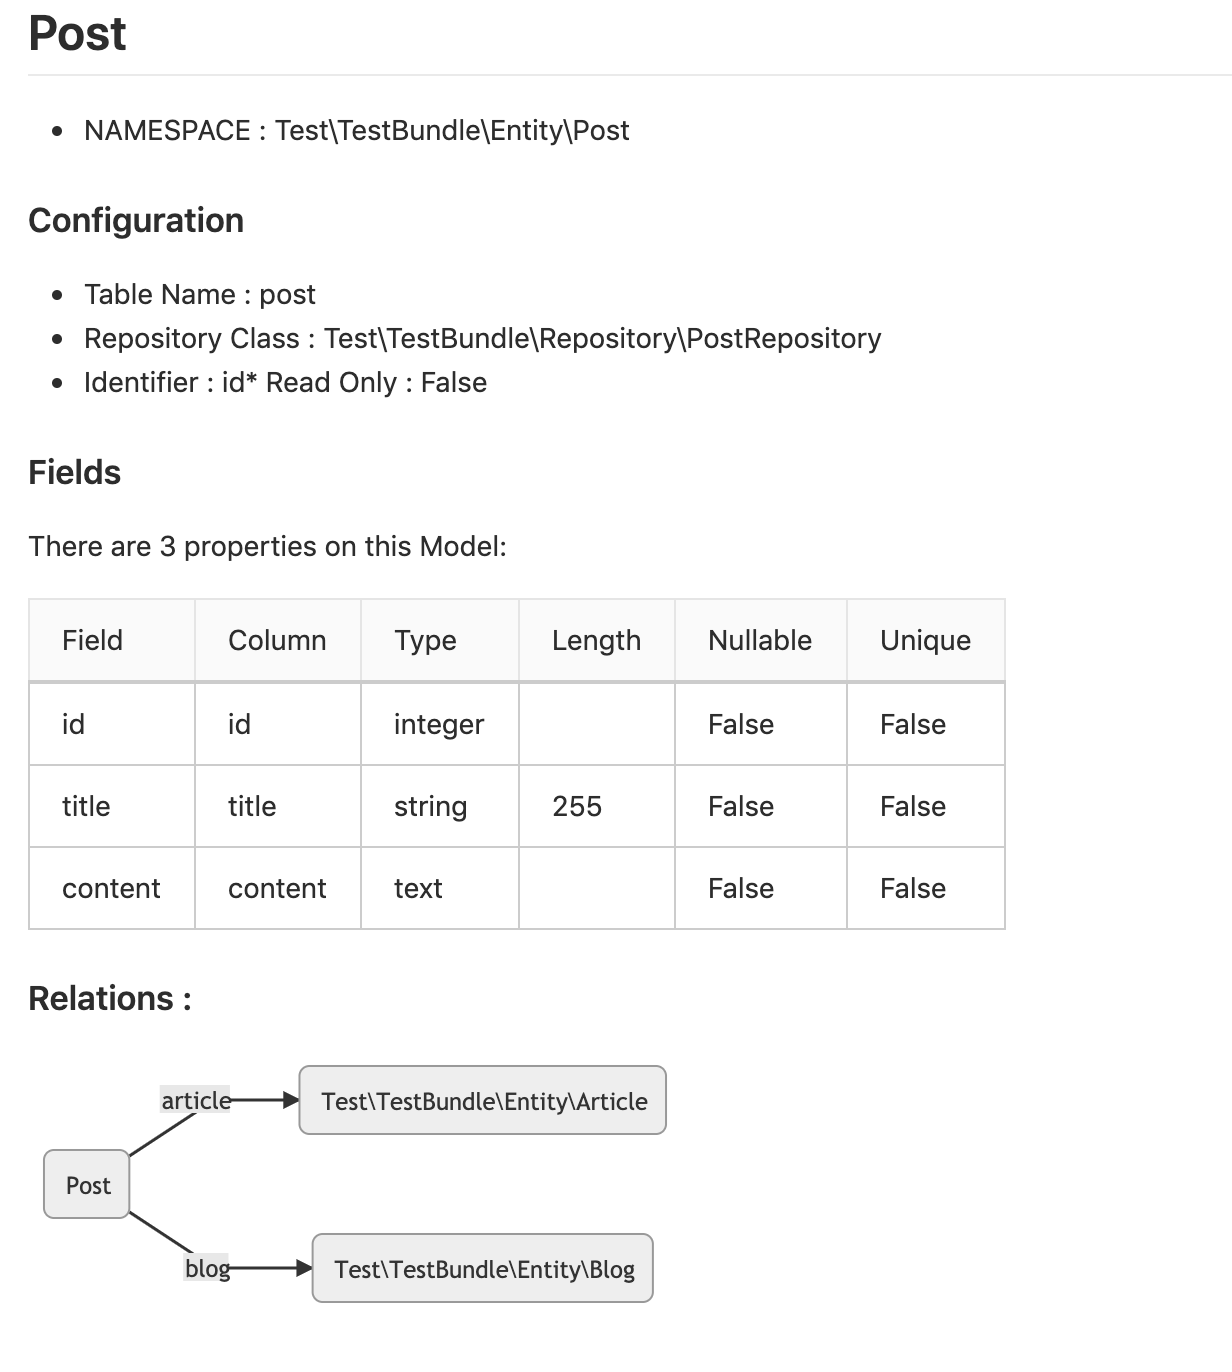 Post
NAMESPACE : Test\TestBundle\Entity\Post
Configuration
Table Name : post
Repository Class : Test\TestBundle\Repository\PostRepository
Identifier : id* Read Only : False
Fields
There are 3 properties on this Model:
Field Column Type Length Nullable Unique
id id integer False False
title title string 255 False False
content content text False False
Relations :
article Test\TestBundle\Entity\Article
Post
blog Test\TestBundle\Entity\Blog